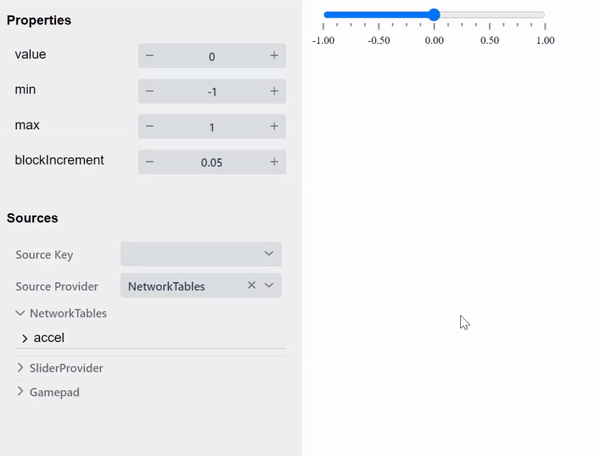 Properties
value
− 0 +
min
− -1 +
max
− 1 +
blockIncrement
− 0.05 +
Sources
Source Key
Source Provider
NetworkTables
NetworkTables
accel
SliderProvider
Gamepad
-1.00 -0.50 0.00 0.50 1.00